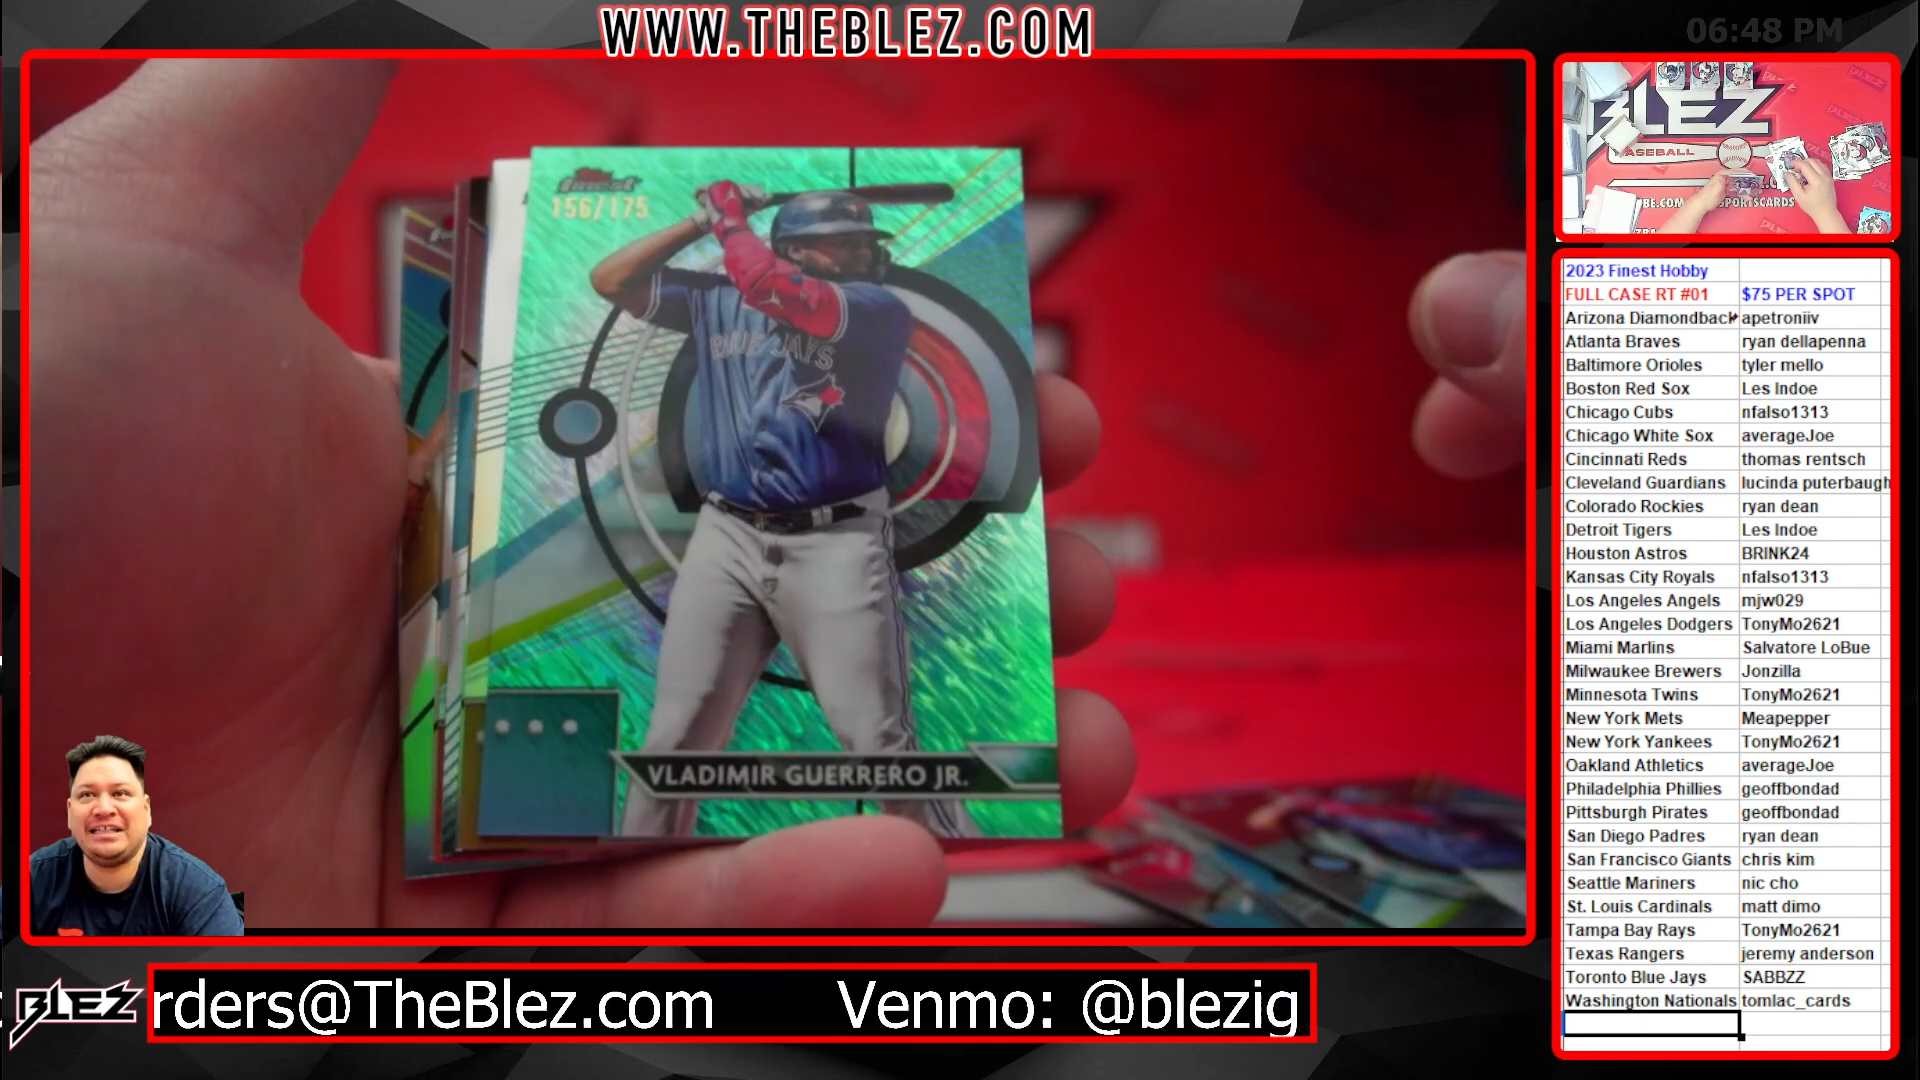 WWW.THEBLEZ.COM
06:48 PM
finest
156/175
BLUE JAYS
VLADIMIR GUERRERO JR.
BLEZ
BASEBALL
2023 Finest Hobby
FULL CASE RT #01 $75 PER SPOT
Arizona Diamondback apetroniiv
Atlanta Braves ryan dellapenna
Baltimore Orioles tyler mello
Boston Red Sox Les Indoe
Chicago Cubs nfalso1313
Chicago White Sox averageJoe
Cincinnati Reds thomas rentsch
Cleveland Guardians lucinda puterbaugh
Colorado Rockies ryan dean
Detroit Tigers Les Indoe
Houston Astros BRINK24
Kansas City Royals nfalso1313
Los Angeles Angels mjw029
Los Angeles Dodgers TonyMo2621
Miami Marlins Salvatore LoBue
Milwaukee Brewers Jonzilla
Minnesota Twins TonyMo2621
New York Mets Meapepper
New York Yankees TonyMo2621
Oakland Athletics averageJoe
Philadelphia Phillies geoffbondad
Pittsburgh Pirates geoffbondad
San Diego Padres ryan dean
San Francisco Giants chris kim
Seattle Mariners nic cho
St. Louis Cardinals matt dimo
Tampa Bay Rays TonyMo2621
Texas Rangers jeremy anderson
Toronto Blue Jays SABBZZ
Washington Nationals tomlac_cards
BLEZ
rders@TheBlez.com Venmo: @blezig